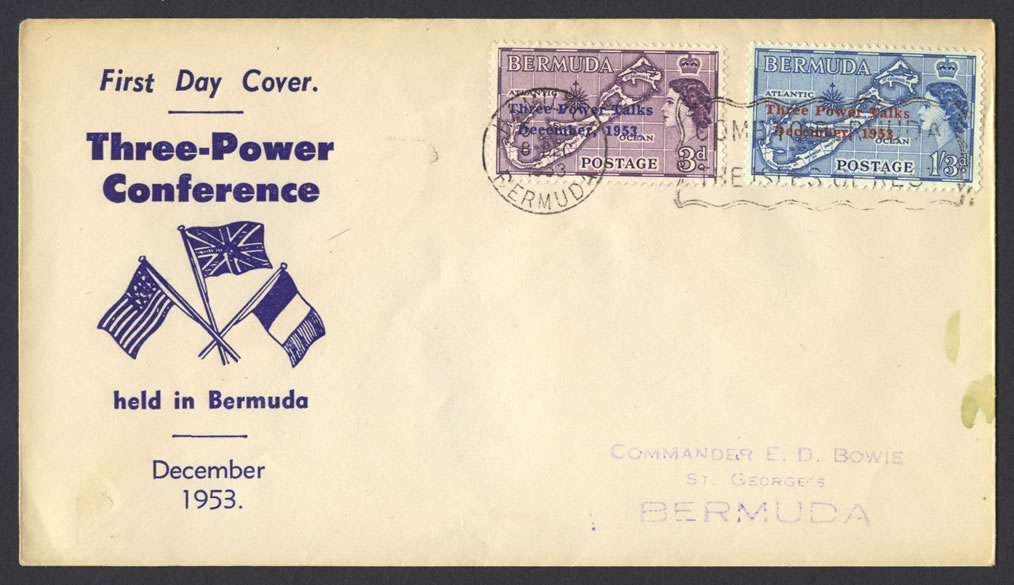 First Day Cover.
Three-Power
Conference
held in Bermuda
December
1953.
BERMUDA
ATLANTIC
Three Power Talks
December, 1953.
OCEAN
POSTAGE
3d
BERMUDA
ATLANTIC
Three Power Talks
December, 1953.
OCEAN
POSTAGE
1/3d
8 DEC
BERMUDA
COMMANDER E. D. BOWIE
ST. GEORGE'S
BERMUDA